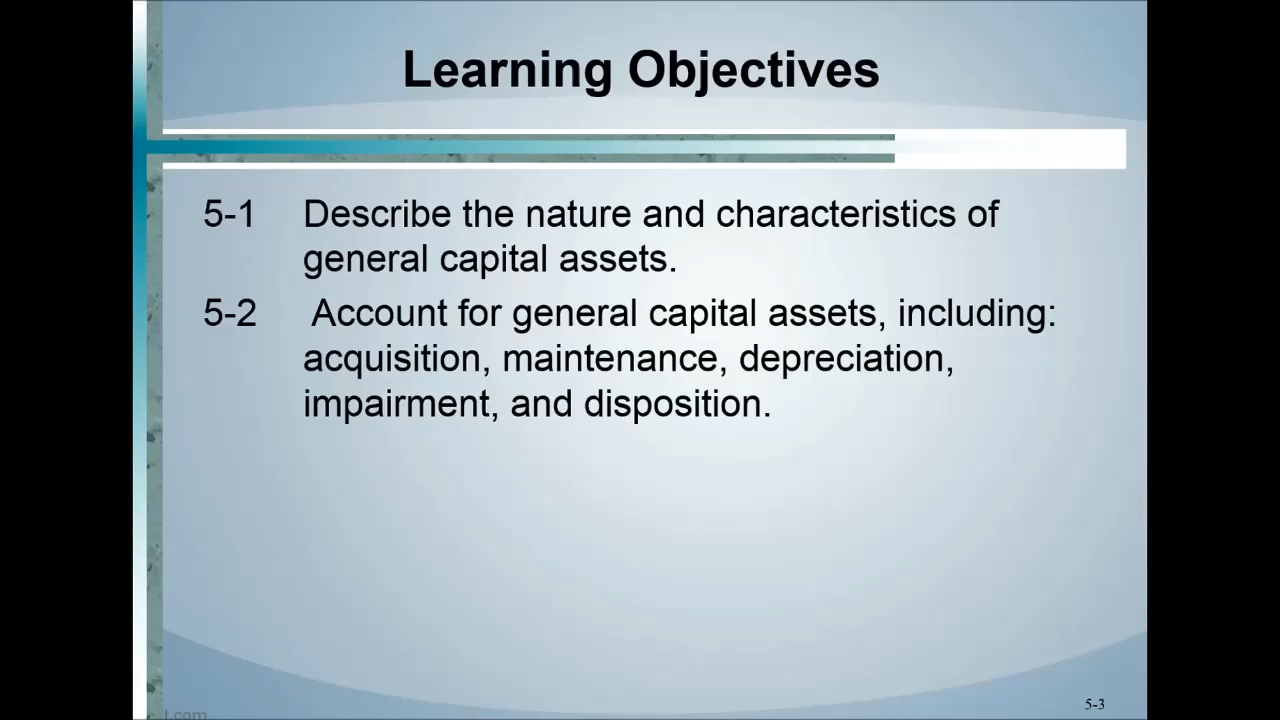 Learning Objectives
5-1 Describe the nature and characteristics of
general capital assets.
5-2 Account for general capital assets, including:
acquisition, maintenance, depreciation,
impairment, and disposition.
5-3
t.com